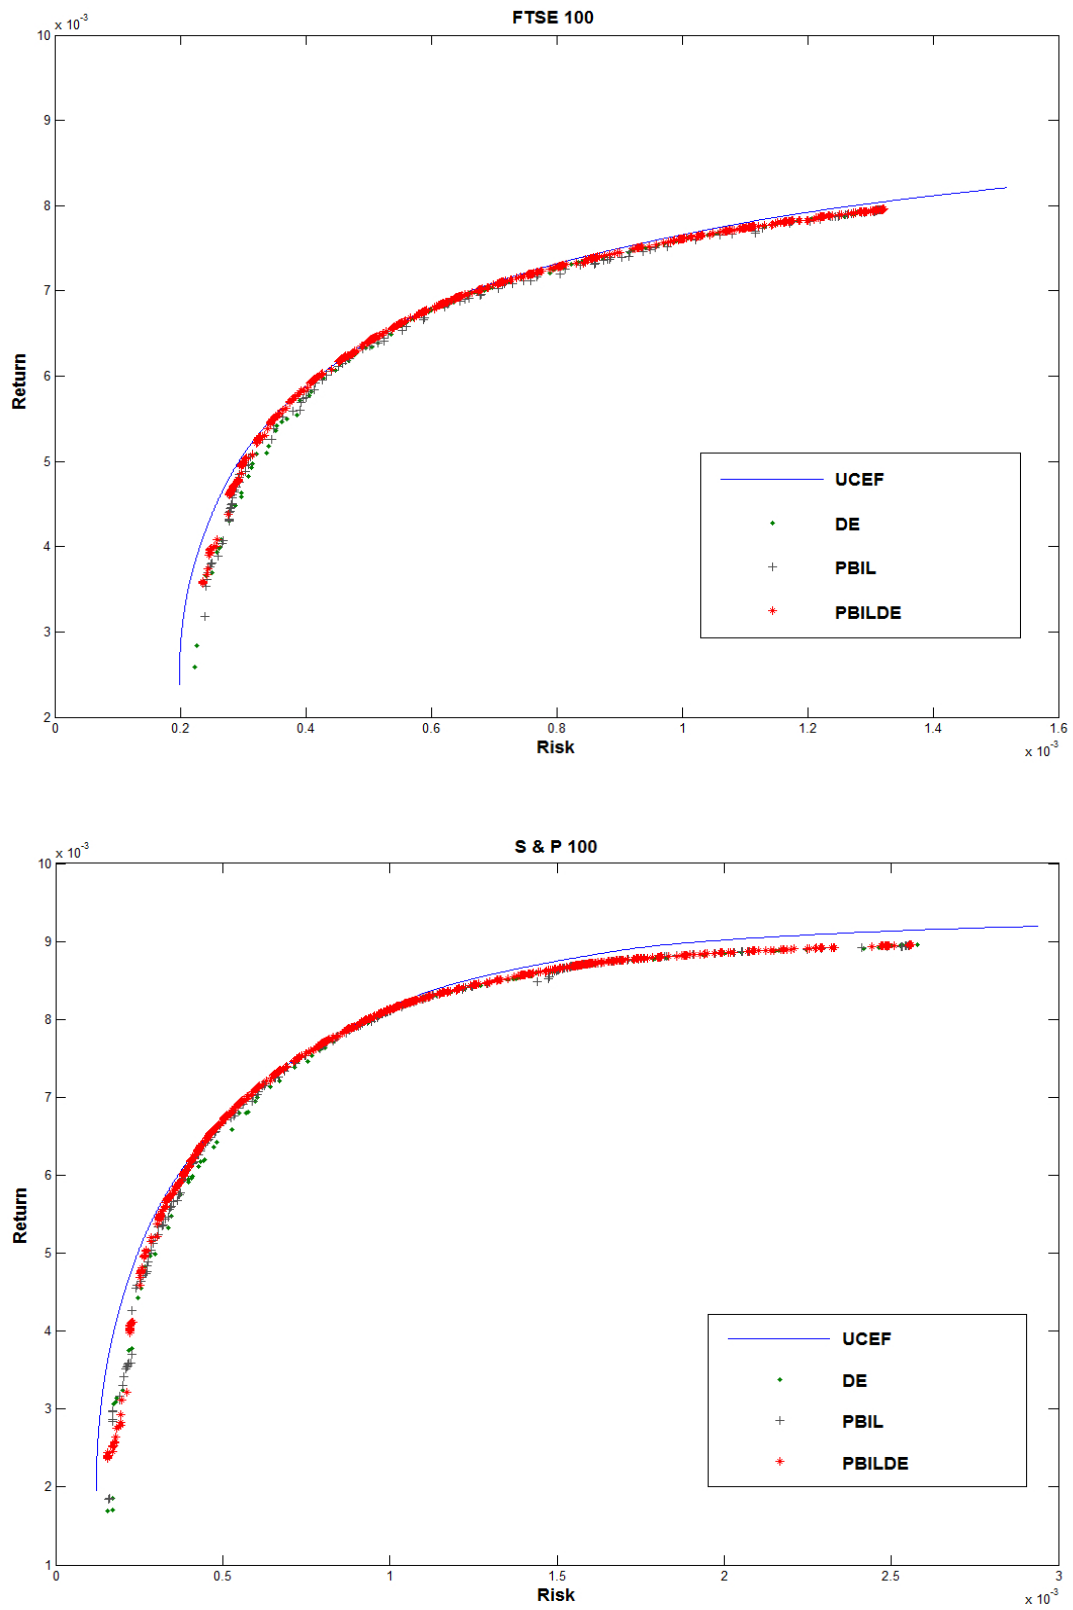 FTSE 100
x 10⁻³
10
9
8
7
6
5
4
3
2
Return
0 0.2 0.4 0.6 0.8 1 1.2 1.4 1.6
Risk
x 10⁻³
UCEF
DE
PBIL
PBILDE
S & P 100
x 10⁻³
10
9
8
7
6
5
4
3
2
1
Return
0 0.5 1 1.5 2 2.5 3
Risk
x 10⁻³
UCEF
DE
PBIL
PBILDE